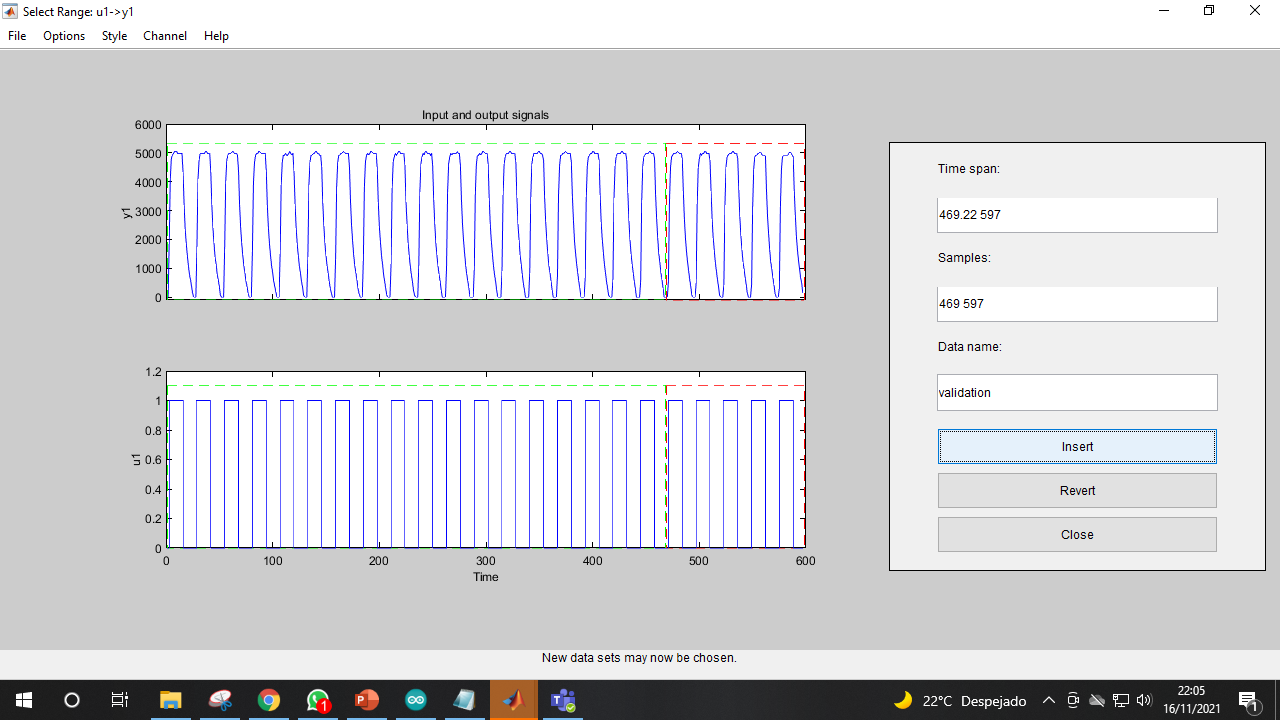 Select Range: u1->y1
File Options Style Channel Help
Input and output signals
6000
5000
4000
3000
2000
1000
0
y1
1.2
1
0.8
0.6
0.4
0.2
0
u1
0 100 200 300 400 500 600
Time
Time span:
469.22 597
Samples:
469 597
Data name:
validation
Insert
Revert
Close
New data sets may now be chosen.
1
22°C Despejado
22:05
16/11/2021
1